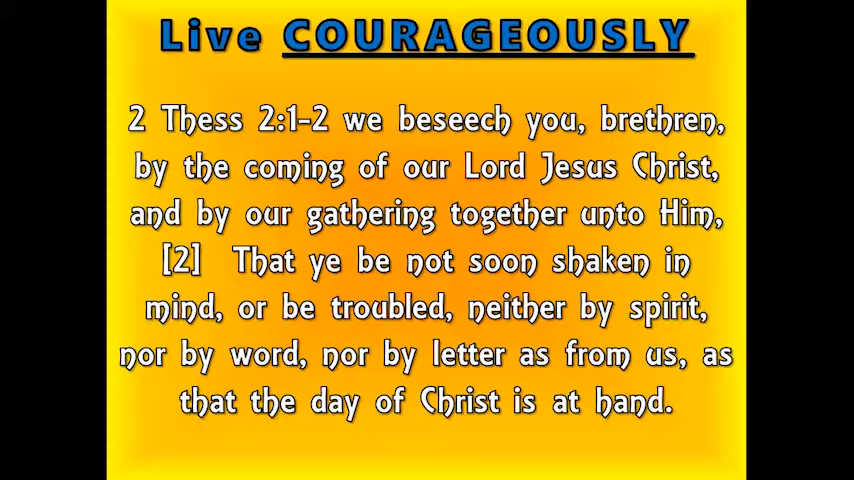 Live COURAGEOUSLY
2 Thess 2:1-2 we beseech you, brethren,
by the coming of our Lord Jesus Christ,
and by our gathering together unto Him,
[2] That ye be not soon shaken in
mind, or be troubled, neither by spirit,
nor by word, nor by letter as from us, as
that the day of Christ is at hand.